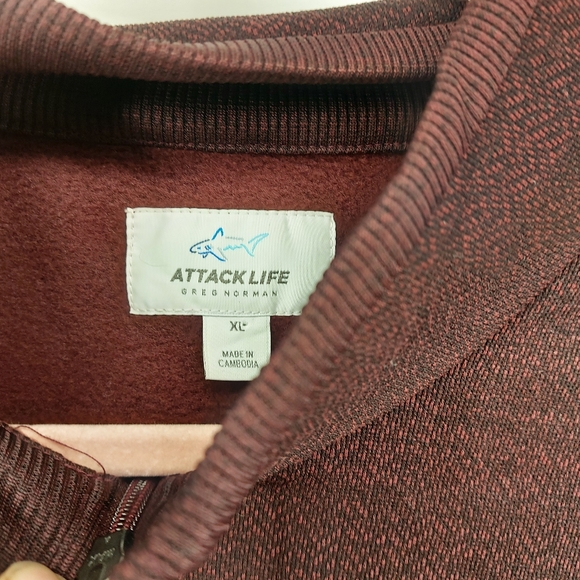 ATTACK LIFE
GREG NORMAN
XL
MADE IN
CAMBODIA